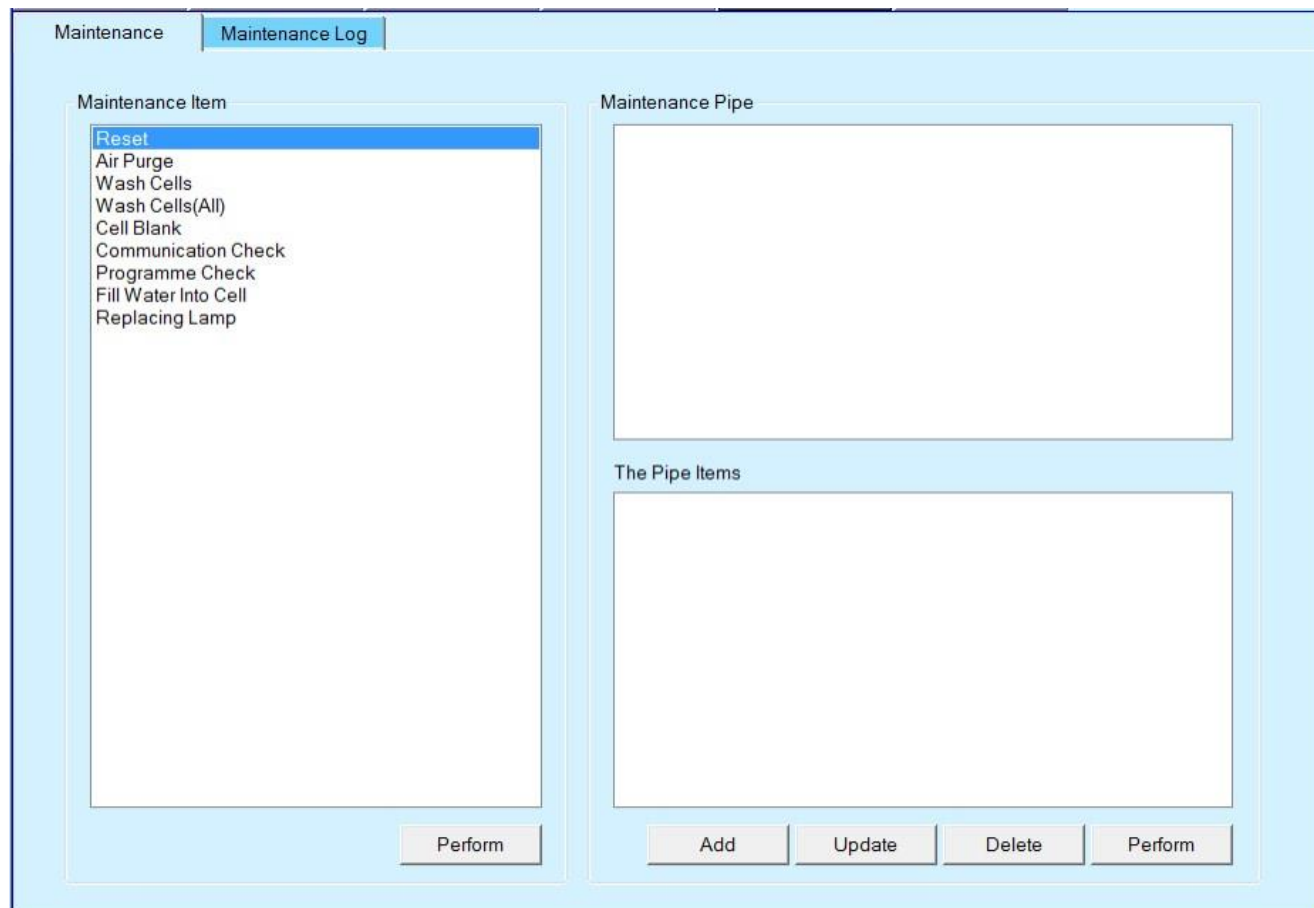 Maintenance
Maintenance Log
Maintenance Item
Reset
Air Purge
Wash Cells
Wash Cells(All)
Cell Blank
Communication Check
Programme Check
Fill Water Into Cell
Replacing Lamp
Perform
Maintenance Pipe
The Pipe Items
Add
Update
Delete
Perform